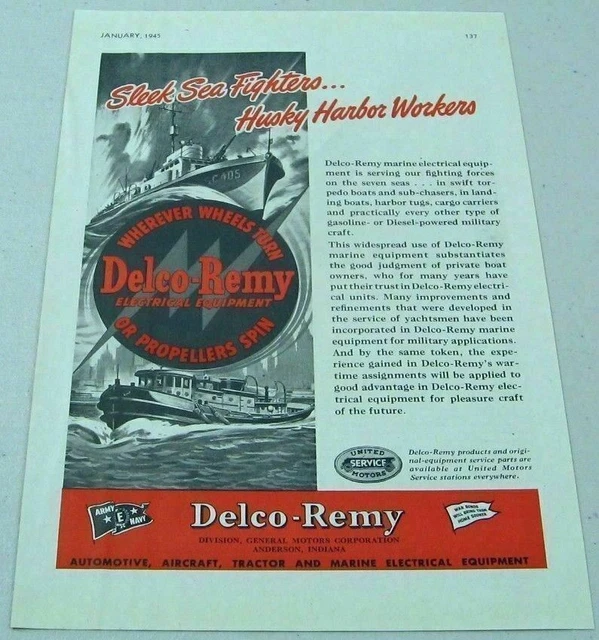 JANUARY, 1945
137
Sleek Sea Fighters...
Husky Harbor Workers
C 405
WHEREVER WHEELS TURN
Delco-Remy
ELECTRICAL EQUIPMENT
OR PROPELLERS SPIN
Delco-Remy marine electrical equip-
ment is serving our fighting forces
on the seven seas . . . in swift tor-
pedo boats and sub-chasers, in land-
ing boats, harbor tugs, cargo carriers
and practically every other type of
gasoline- or Diesel-powered military
craft.
This widespread use of Delco-Remy
marine equipment substantiates
the good judgment of private boat
owners, who for many years have
put their trust in Delco-Remy electri-
cal units. Many improvements and
refinements that were developed in
the service of yachtsmen have been
incorporated in Delco-Remy marine
equipment for military applications.
And by the same token, the expe-
rience gained in Delco-Remy's war-
time assignments will be applied to
good advantage in Delco-Remy elec-
trical equipment for pleasure craft
of the future.
UNITED
SERVICE
MOTORS
Delco-Remy products and origi-
nal-equipment service parts are
available at United Motors
Service stations everywhere.
ARMY
E
NAVY
Delco-Remy
DIVISION, GENERAL MOTORS CORPORATION
ANDERSON, INDIANA
WAR BONDS
WILL BRING THEM
HOME SOONER
AUTOMOTIVE, AIRCRAFT, TRACTOR AND MARINE ELECTRICAL EQUIPMENT